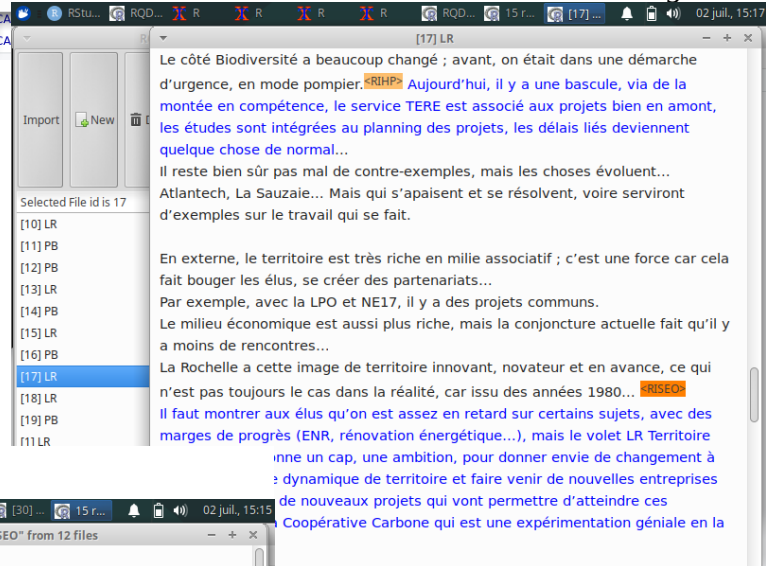 CA
CA
RStu... RQD... R R R R RQD... 15 r... [17] ... 02 juil., 15:17
[17] LR
Import New
Selected File id is 17
[10] LR
[11] PB
[12] PB
[13] LR
[14] PB
[15] LR
[16] PB
[17] LR
[18] LR
[19] PB
[1] LR
Le côté Biodiversité a beaucoup changé ; avant, on était dans une démarche
d’urgence, en mode pompier.<RIHP> Aujourd’hui, il y a une bascule, via de la
montée en compétence, le service TERE est associé aux projets bien en amont,
les études sont intégrées au planning des projets, les délais liés deviennent
quelque chose de normal…
Il reste bien sûr pas mal de contre-exemples, mais les choses évoluent…
Atlantech, La Sauzaie… Mais qui s’apaisent et se résolvent, voire serviront
d’exemples sur le travail qui se fait.
En externe, le territoire est très riche en milie associatif ; c’est une force car cela
fait bouger les élus, se créer des partenariats…
Par exemple, avec la LPO et NE17, il y a des projets communs.
Le milieu économique est aussi plus riche, mais la conjoncture actuelle fait qu’il y
a moins de rencontres…
La Rochelle a cette image de territoire innovant, novateur et en avance, ce qui
n’est pas toujours le cas dans la réalité, car issu des années 1980… <RISEO>
Il faut montrer aux élus qu’on est assez en retard sur certains sujets, avec des
marges de progrès (ENR, rénovation énergétique…), mais le volet LR Territoire
onne un cap, une ambition, pour donner envie de changement à
e dynamique de territoire et faire venir de nouvelles entreprises
de nouveaux projets qui vont permettre d’atteindre ces
Coopérative Carbone qui est une expérimentation géniale en la
[30] ... 15 r... 02 juil., 15:15
SEO" from 12 files